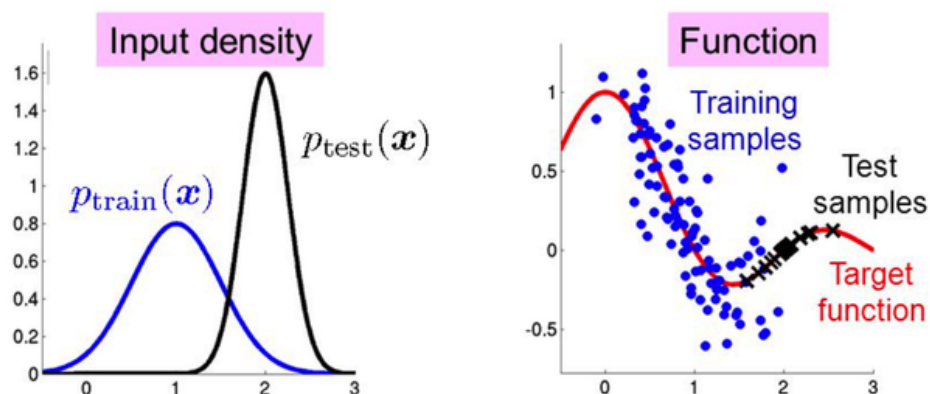 Input density
1.6
1.4
1.2
1
0.8
0.6
0.4
0.2
0
0 1 2 3
p_train(x)
p_test(x)
Function
1
0.5
0
-0.5
0 1 2 3
Training
samples
Test
samples
Target
function